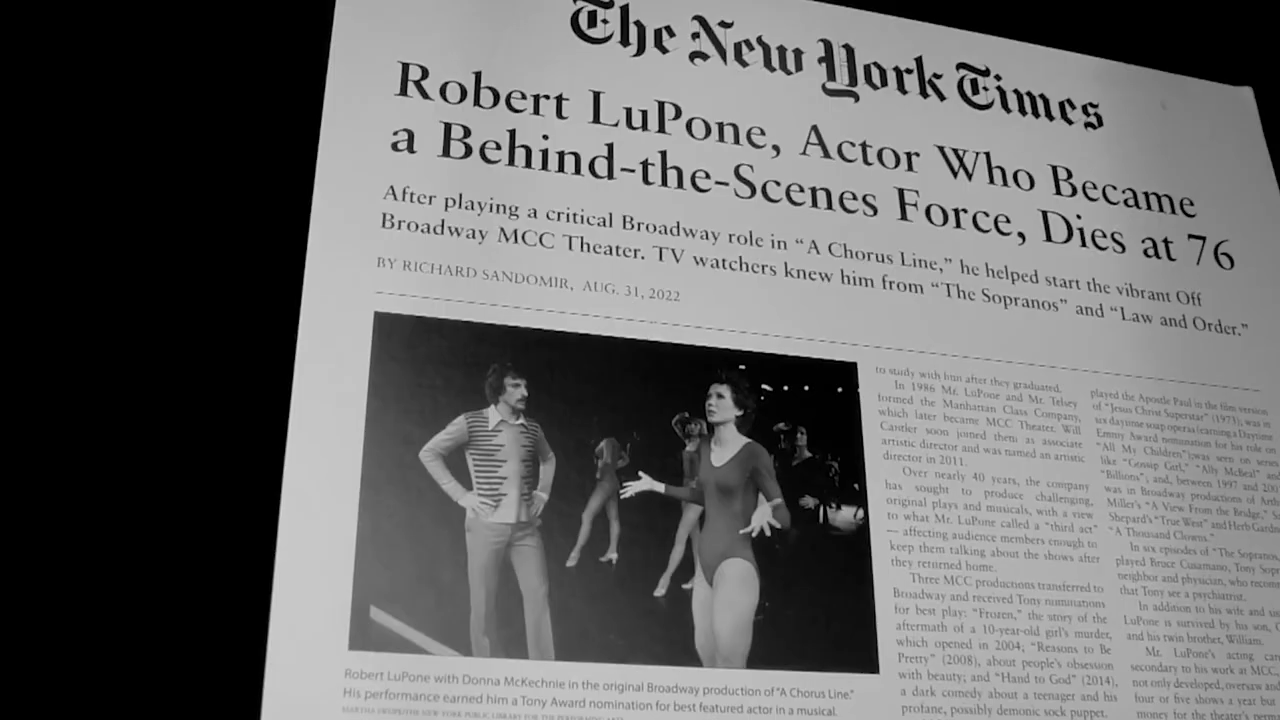 The New York Times
Robert LuPone, Actor Who Became
a Behind-the-Scenes Force, Dies at 76
After playing a critical Broadway role in “A Chorus Line,” he helped start the vibrant Off
Broadway MCC Theater. TV watchers knew him from “The Sopranos” and “Law and Order.”
BY RICHARD SANDOMIR, AUG. 31, 2022
Robert LuPone with Donna McKechnie in the original Broadway production of “A Chorus Line.”
His performance earned him a Tony Award nomination for best featured actor in a musical.
to study with him after they graduated.
In 1986 Mr. LuPone and Mr. Telsey
formed the Manhattan Class Company,
which later became MCC Theater. Will
Cantler soon joined them as associate
artistic director and was named an artistic
director in 2011.
Over nearly 40 years, the company
has sought to produce challenging,
original plays and musicals, with a view
to what Mr. LuPone called a “third act”
— affecting audience members enough to
keep them talking about the shows after
they returned home.
Three MCC productions transferred to
Broadway and received Tony nominations
for best play: “Frozen,” the story of the
aftermath of a 10-year-old girl’s murder,
which opened in 2004; “Reasons to Be
Pretty” (2008), about people’s obsession
with beauty; and “Hand to God” (2014),
a dark comedy about a teenager and his
profane, possibly demonic sock puppet.
played the Apostle Paul in the film version
of “Jesus Christ Superstar” (1973), was in
six daytime soap operas (earning a Daytime
Emmy Award nomination for his role on
“All My Children”) was seen on series
like “Gossip Girl,” “Ally McBeal” and
“Billions”, and, between 1997 and
was in Broadway productions of
Miller’s “A View From the Bridge,”
Shepard’s “True West” and Herb
“A Thousand Clowns.”
In six episodes of “The Sopranos,
played Bruce Cusamano, Tony
neighbor and physician, who
that Tony see a psychiatrist.
In addition to his wife and
LuPone is survived by his son,
and his twin brother, William.
Mr. LuPone’s acting
secondary to his work at MCC,
not only developed, oversaw and
four or five shows a year but
money for the theater’s